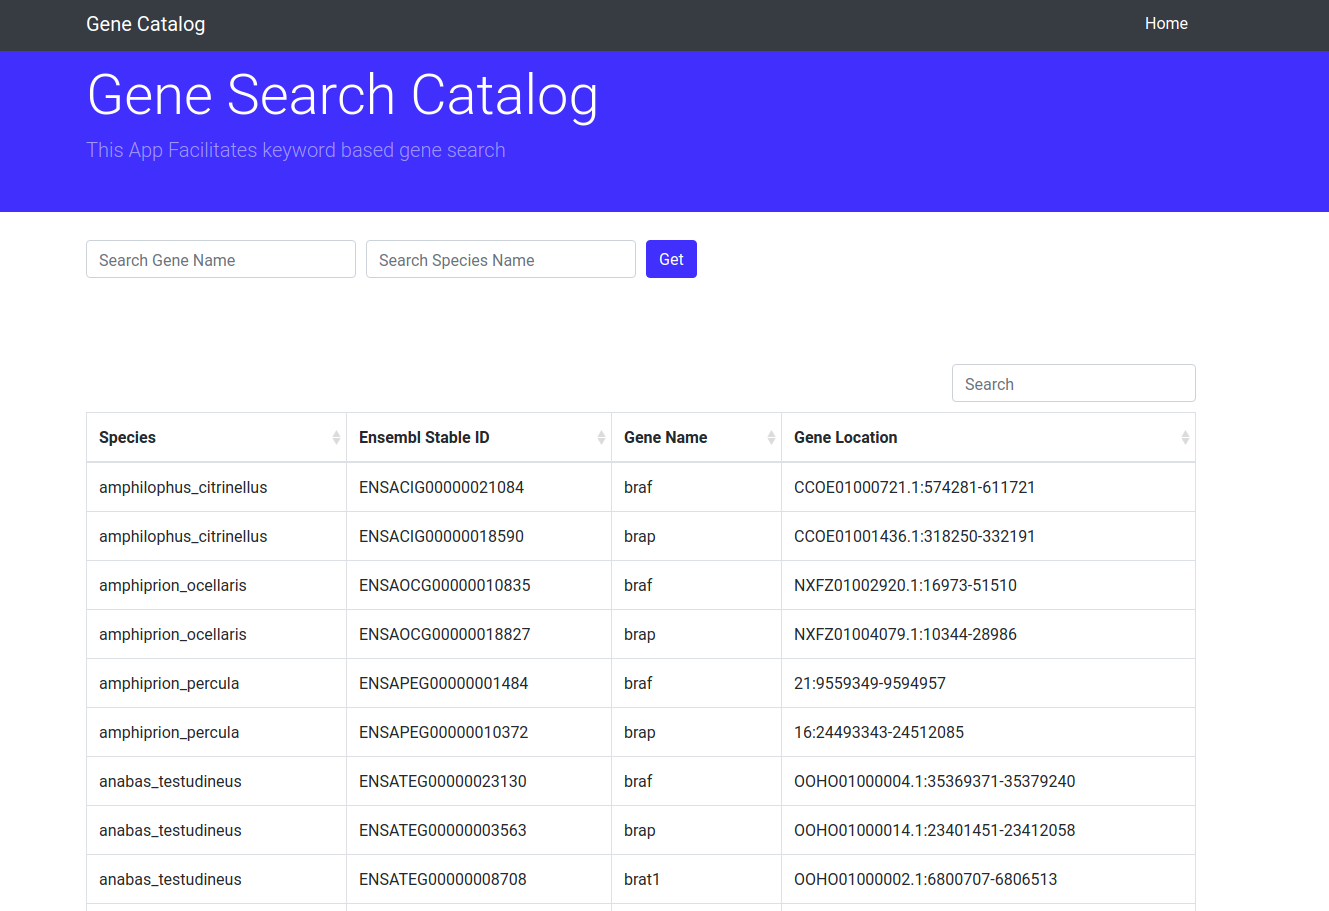 Gene Catalog Home
Gene Search Catalog
This App Facilitates keyword based gene search
Search Gene Name Search Species Name Get
Search
Species Ensembl Stable ID Gene Name Gene Location
amphilophus_citrinellus ENSACIG00000021084 braf CCOE01000721.1:574281-611721
amphilophus_citrinellus ENSACIG00000018590 brap CCOE01001436.1:318250-332191
amphiprion_ocellaris ENSAOCG00000010835 braf NXFZ01002920.1:16973-51510
amphiprion_ocellaris ENSAOCG00000018827 brap NXFZ01004079.1:10344-28986
amphiprion_percula ENSAPEG00000001484 braf 21:9559349-9594957
amphiprion_percula ENSAPEG00000010372 brap 16:24493343-24512085
anabas_testudineus ENSATEG00000023130 braf OOHO01000004.1:35369371-35379240
anabas_testudineus ENSATEG00000003563 brap OOHO01000014.1:23401451-23412058
anabas_testudineus ENSATEG00000008708 brat1 OOHO01000002.1:6800707-6806513